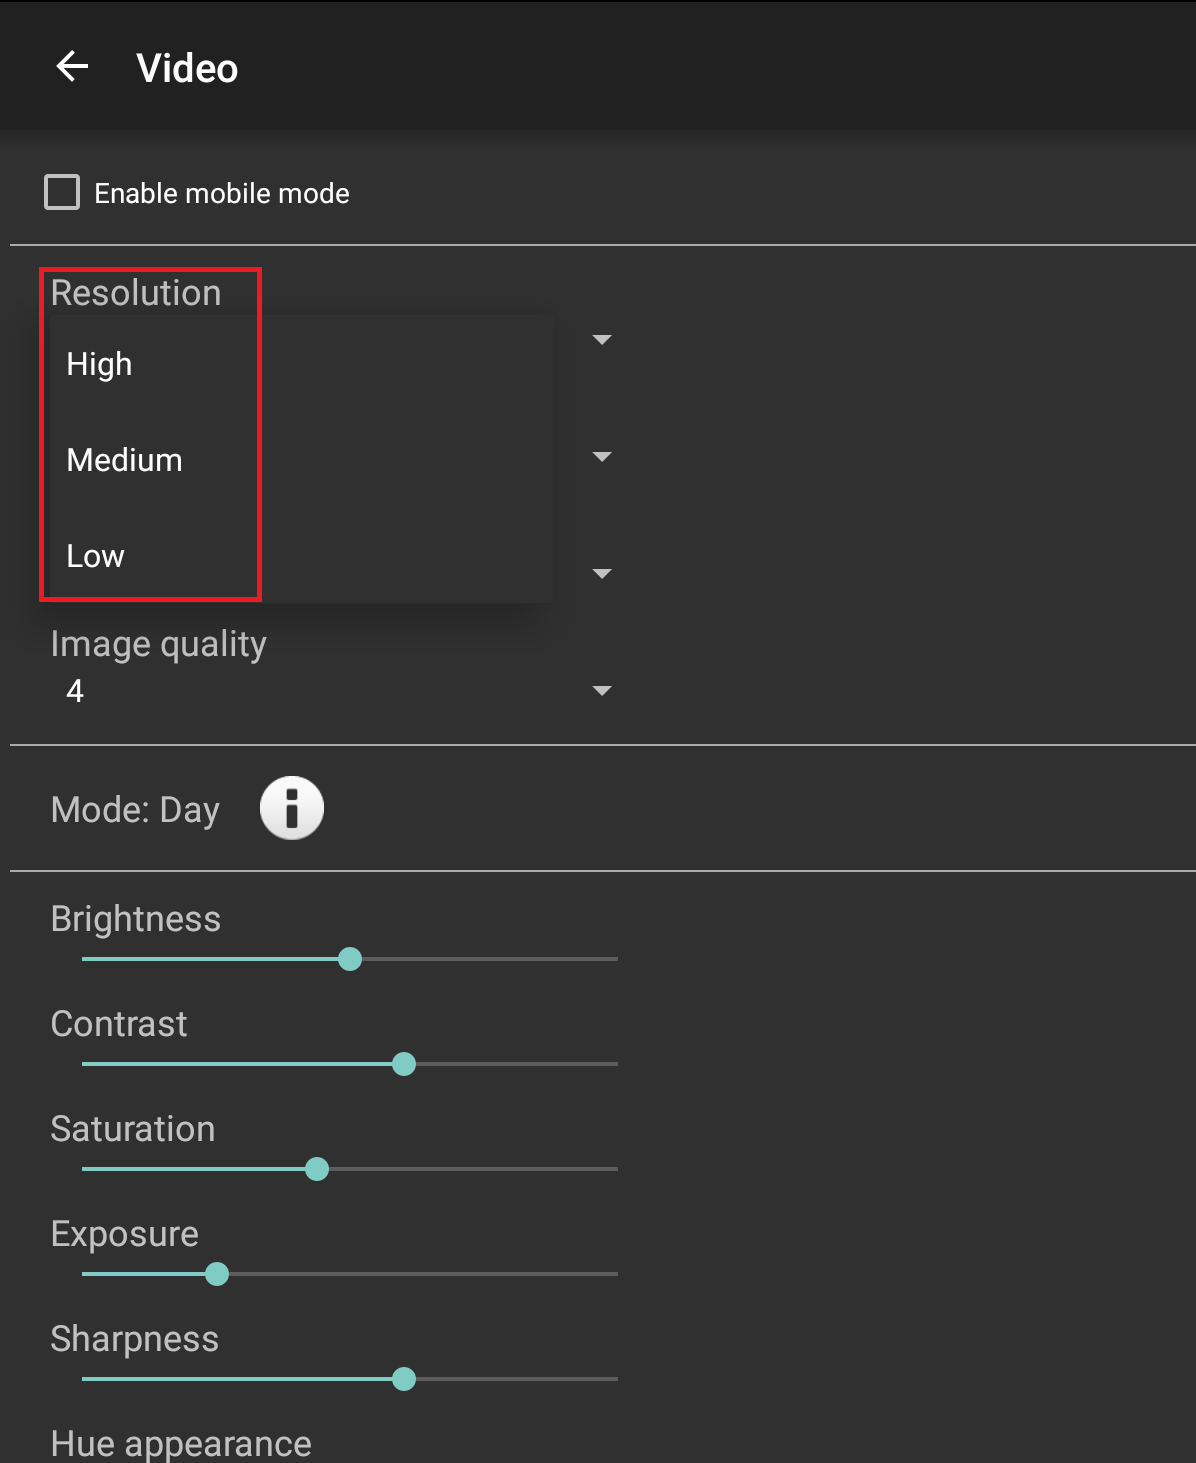 Video
Enable mobile mode
Resolution
High
Medium
Low
Image quality
4
Mode: Day
Brightness
Contrast
Saturation
Exposure
Sharpness
Hue appearance